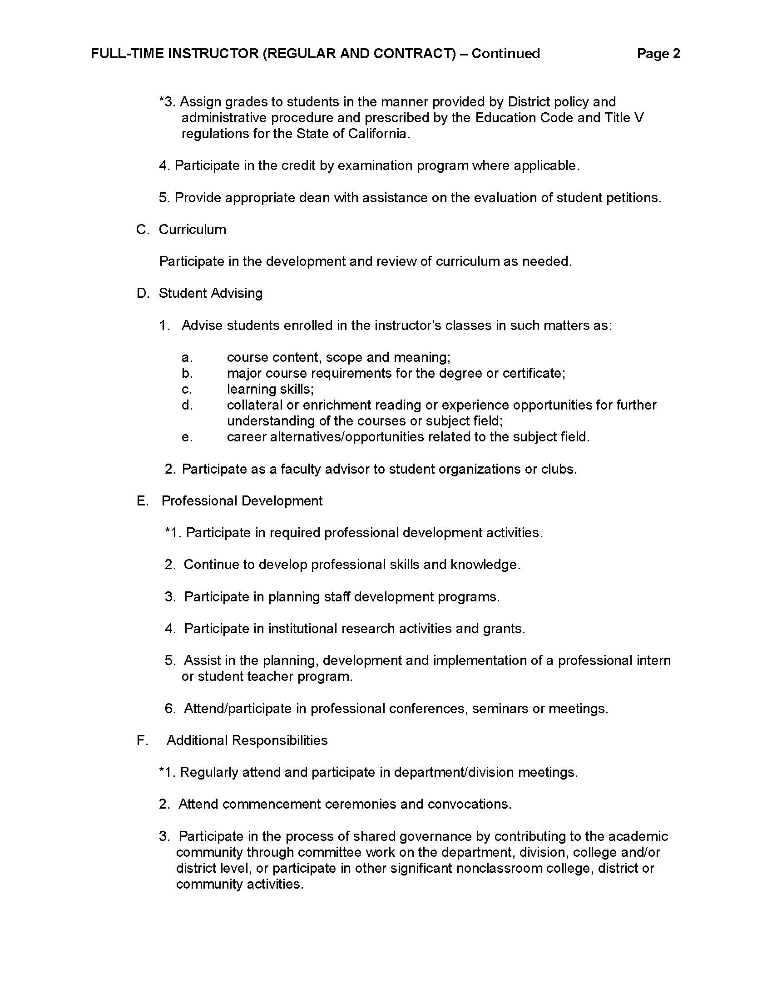 FULL-TIME INSTRUCTOR (REGULAR AND CONTRACT) – Continued Page 2
*3. Assign grades to students in the manner provided by District policy and
administrative procedure and prescribed by the Education Code and Title V
regulations for the State of California.
4. Participate in the credit by examination program where applicable.
5. Provide appropriate dean with assistance on the evaluation of student petitions.
C. Curriculum
Participate in the development and review of curriculum as needed.
D. Student Advising
1. Advise students enrolled in the instructor’s classes in such matters as:
a. course content, scope and meaning;
b. major course requirements for the degree or certificate;
c. learning skills;
d. collateral or enrichment reading or experience opportunities for further
understanding of the courses or subject field;
e. career alternatives/opportunities related to the subject field.
2. Participate as a faculty advisor to student organizations or clubs.
E. Professional Development
*1. Participate in required professional development activities.
2. Continue to develop professional skills and knowledge.
3. Participate in planning staff development programs.
4. Participate in institutional research activities and grants.
5. Assist in the planning, development and implementation of a professional intern
or student teacher program.
6. Attend/participate in professional conferences, seminars or meetings.
F. Additional Responsibilities
*1. Regularly attend and participate in department/division meetings.
2. Attend commencement ceremonies and convocations.
3. Participate in the process of shared governance by contributing to the academic
community through committee work on the department, division, college and/or
district level, or participate in other significant nonclassroom college, district or
community activities.